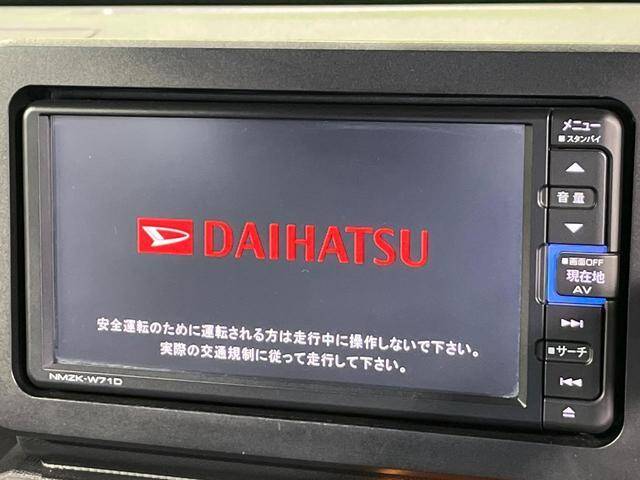 DAIHATSU
安全運転のために運転される方は走行中に操作しないで下さい。
実際の交通規制に従って走行して下さい。
NMZK-W71D
メニュー
■スタンバイ
▲
音量
▼
■画面OFF
現在地
AV
▶▶|
■サーチ
|◀◀
⏏